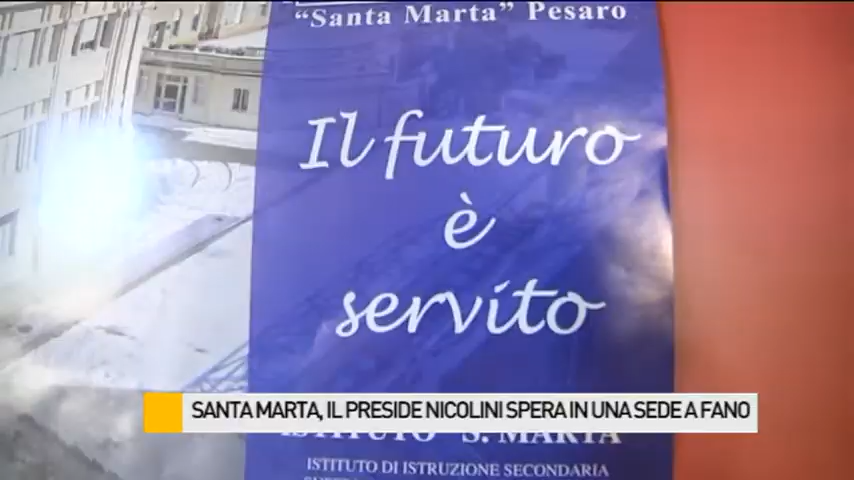 "Santa Marta" Pesaro
Il futuro
è
servito
SANTA MARTA, IL PRESIDE NICOLINI SPERA IN UNA SEDE A FANO
ISTITUTO "S. MARTA
ISTITUTO DI ISTRUZIONE SECONDARIA